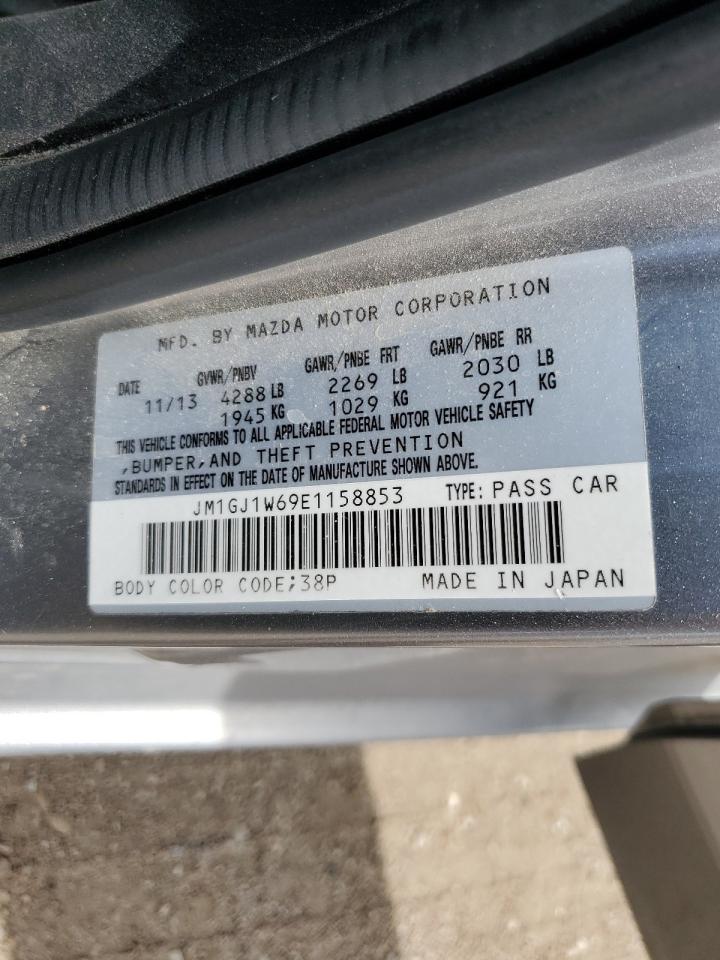 MFD. BY MAZDA MOTOR CORPORATION
DATE GVWR/PNBV GAWR/PNBE FRT GAWR/PNBE RR
11/13 4288 LB 2269 LB 2030 LB
1945 KG 1029 KG 921 KG
THIS VEHICLE CONFORMS TO ALL APPLICABLE FEDERAL MOTOR VEHICLE SAFETY
,BUMPER,AND THEFT PREVENTION
STANDARDS IN EFFECT ON THE DATE OF MANUFACTURE SHOWN ABOVE.
JM1GJ1W69E1158853 TYPE: PASS CAR
BODY COLOR CODE;38P MADE IN JAPAN